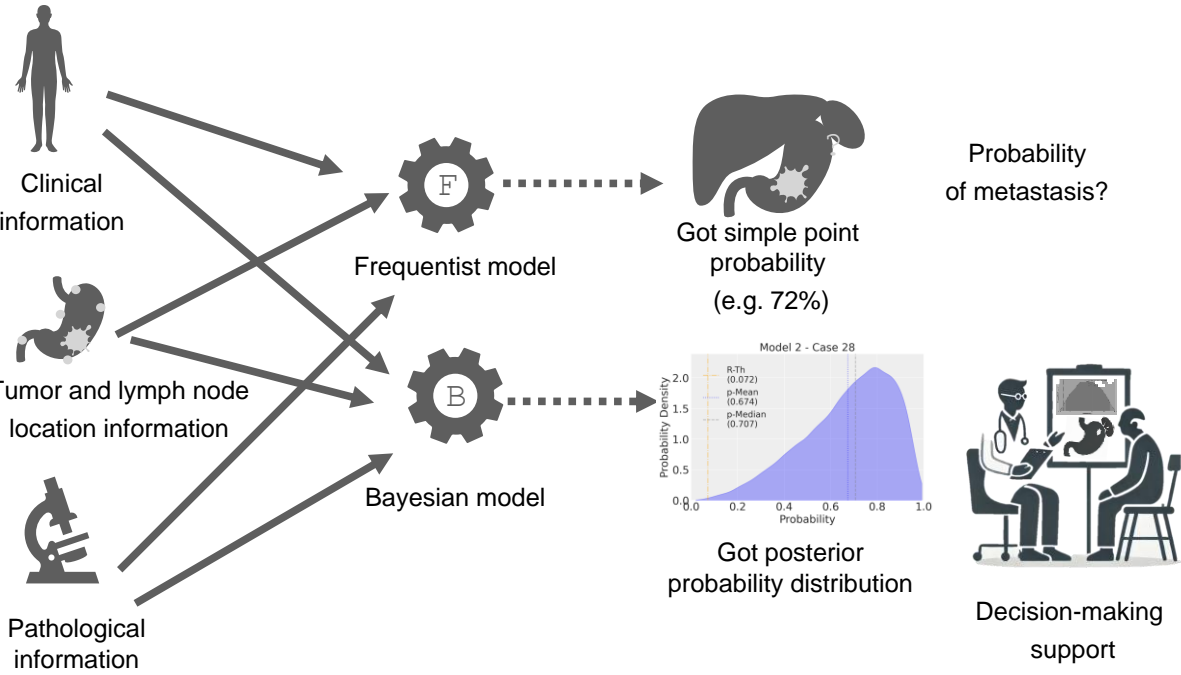 Clinical
information
Tumor and lymph node
location information
Pathological
information
F
Frequentist model
B
Bayesian model
Got simple point
probability
(e.g. 72%)
Probability
of metastasis?
Model 2 - Case 28
R-Th
(0.072)
p-Mean
(0.674)
p-Median
(0.707)
Probability Density
2.0
1.5
1.0
0.5
0.0
0.0 0.2 0.4 0.6 0.8 1.0
Probability
Got posterior
probability distribution
Decision-making
support